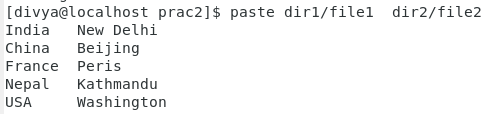 [divya@localhost prac2]$ paste dir1/file1  dir2/file2
India   New Delhi
China   Beijing
France  Peris
Nepal   Kathmandu
USA     Washington